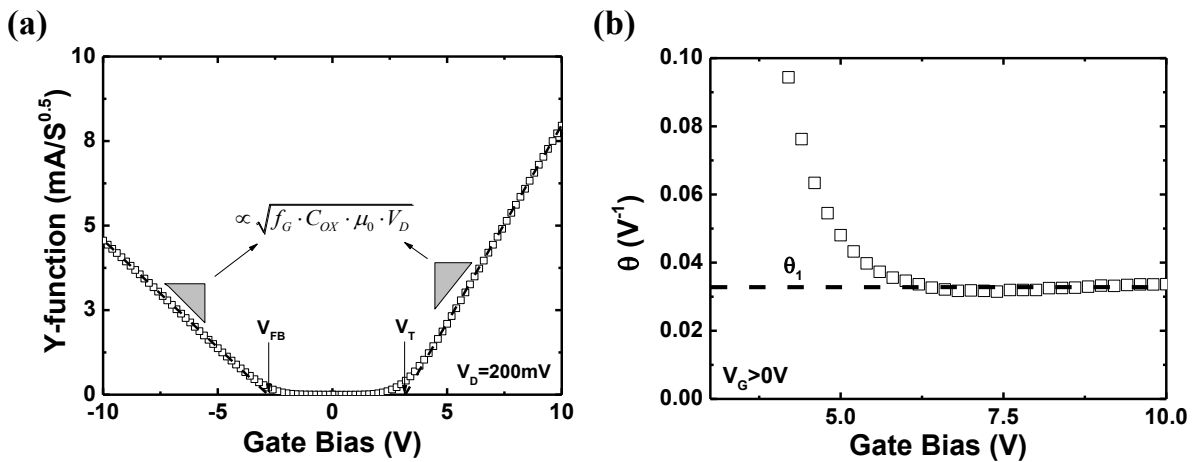 (a)
Y-function (mA/S^0.5)
10
8
5
3
0
∝ √(f_G · C_OX · μ_0 · V_D)
V_FB
V_T
V_D=200mV
-10 -5 0 5 10
Gate Bias (V)
(b)
θ (V^-1)
0.10
0.08
0.06
0.04
0.02
0.00
θ_1
V_G>0V
5.0 7.5 10.0
Gate Bias (V)